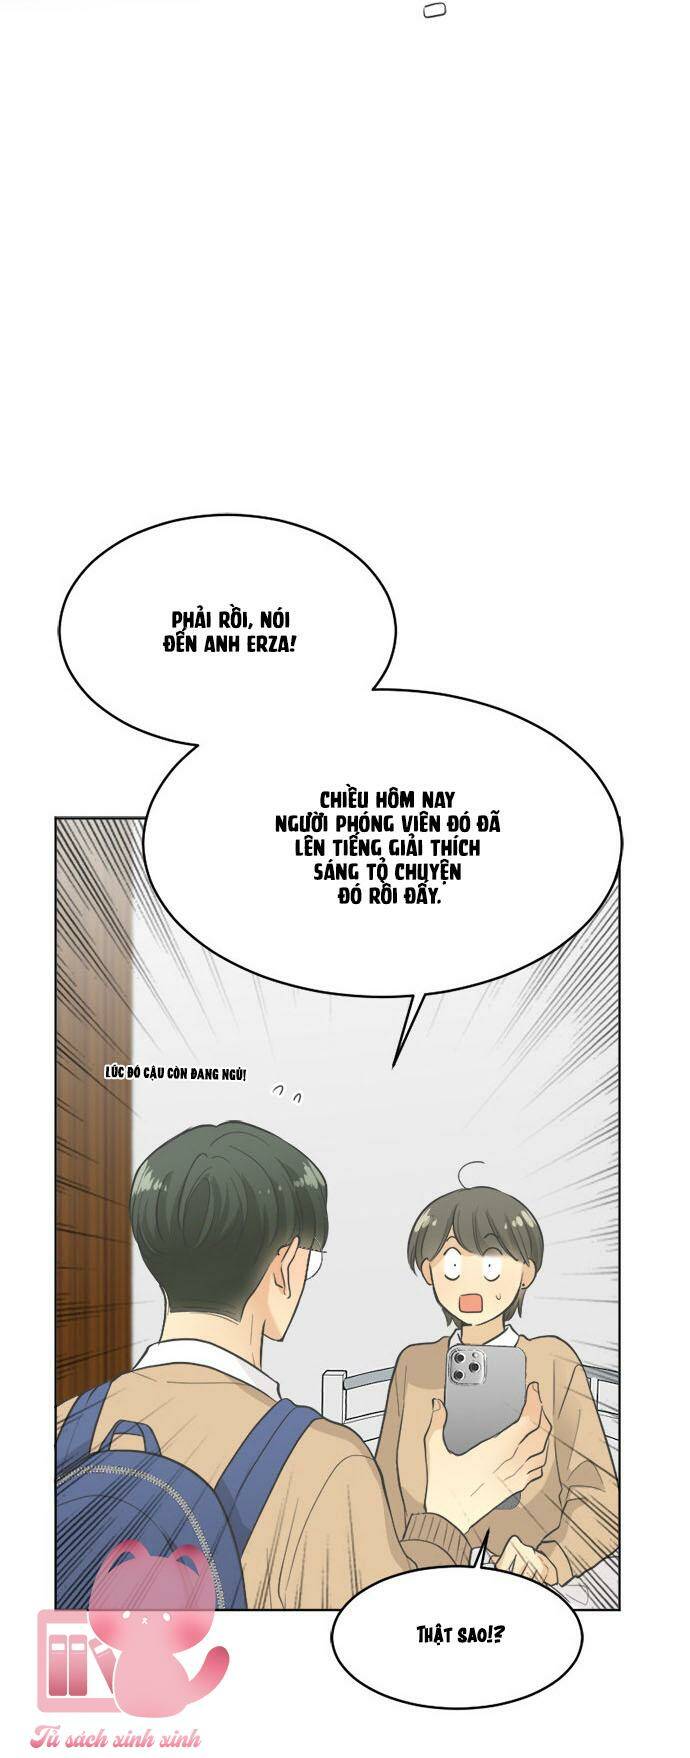 PHẢI RỒI, NÓI
ĐẾN ANH ERZA!
CHIỀU HÔM NAY
NGƯỜI PHÓNG VIÊN ĐÓ ĐÃ
LÊN TIẾNG GIẢI THÍCH
SÁNG TỎ CHUYỆN
ĐÓ RỒI ĐẤY.
LÚC ĐÓ CẬU CÒN ĐANG NGỦ!
THẬT SAO!?
Tủ sách xinh xinh